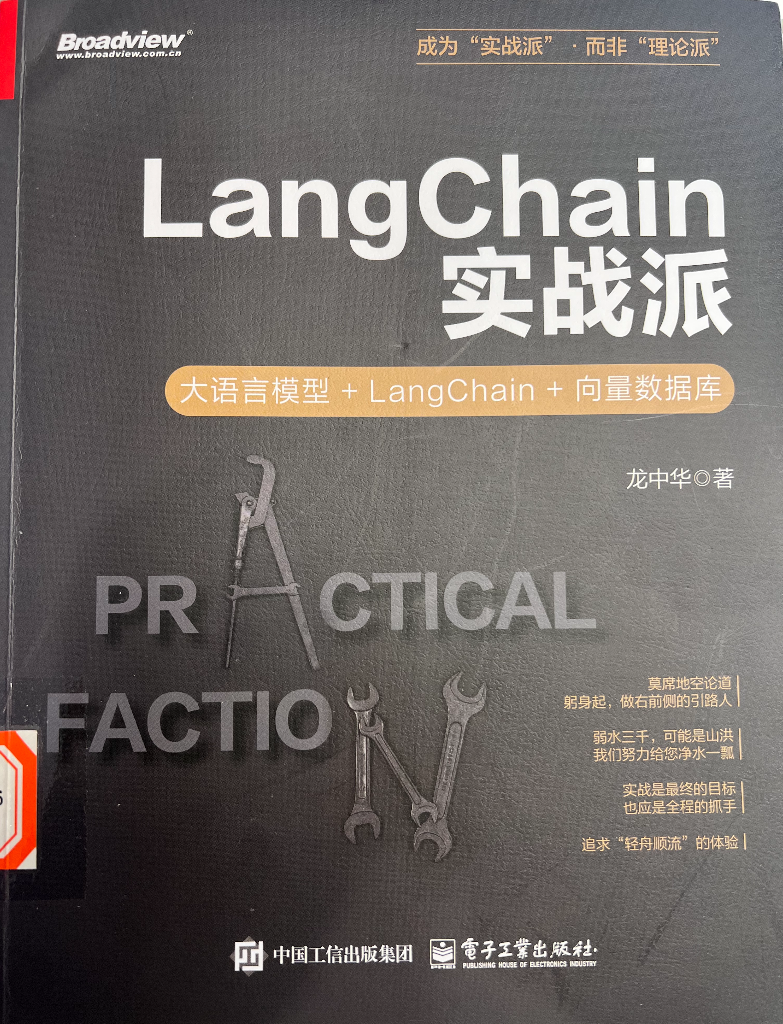 Broadview®
www.broadview.com.cn
成为“实战派”·而非“理论派”
LangChain
实战派
大语言模型 + LangChain + 向量数据库
龙中华◎著
PRACTICAL
FACTION
莫席地空论道
躬身起，做右前侧的引路人
弱水三千，可能是山洪
我们努力给您净水一瓢
实战是最终的目标
也应是全程的抓手
追求“轻舟顺流”的体验
6
中国工信出版集团
電子工業出版社·
PHEI PUBLISHING HOUSE OF ELECTRONICS INDUSTRY